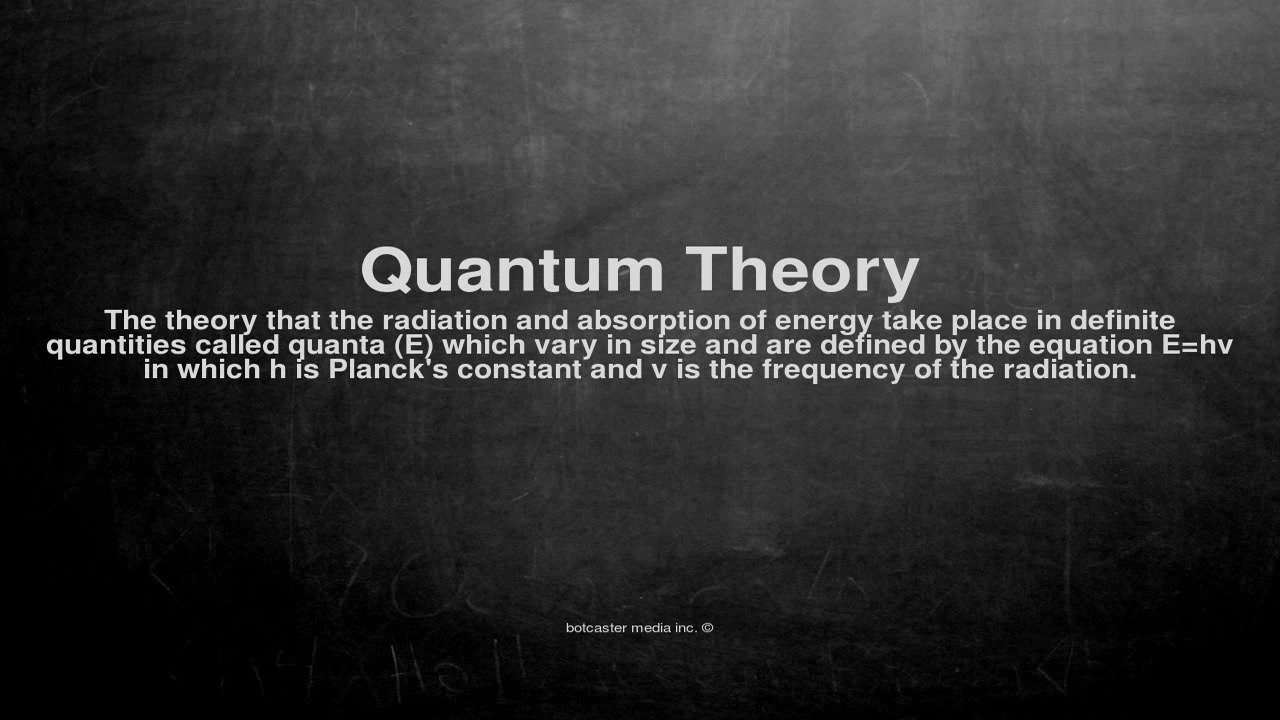 Quantum Theory
The theory that the radiation and absorption of energy take place in definite
quantities called quanta (E) which vary in size and are defined by the equation E=hv
in which h is Planck's constant and v is the frequency of the radiation.
botcaster media inc. ©